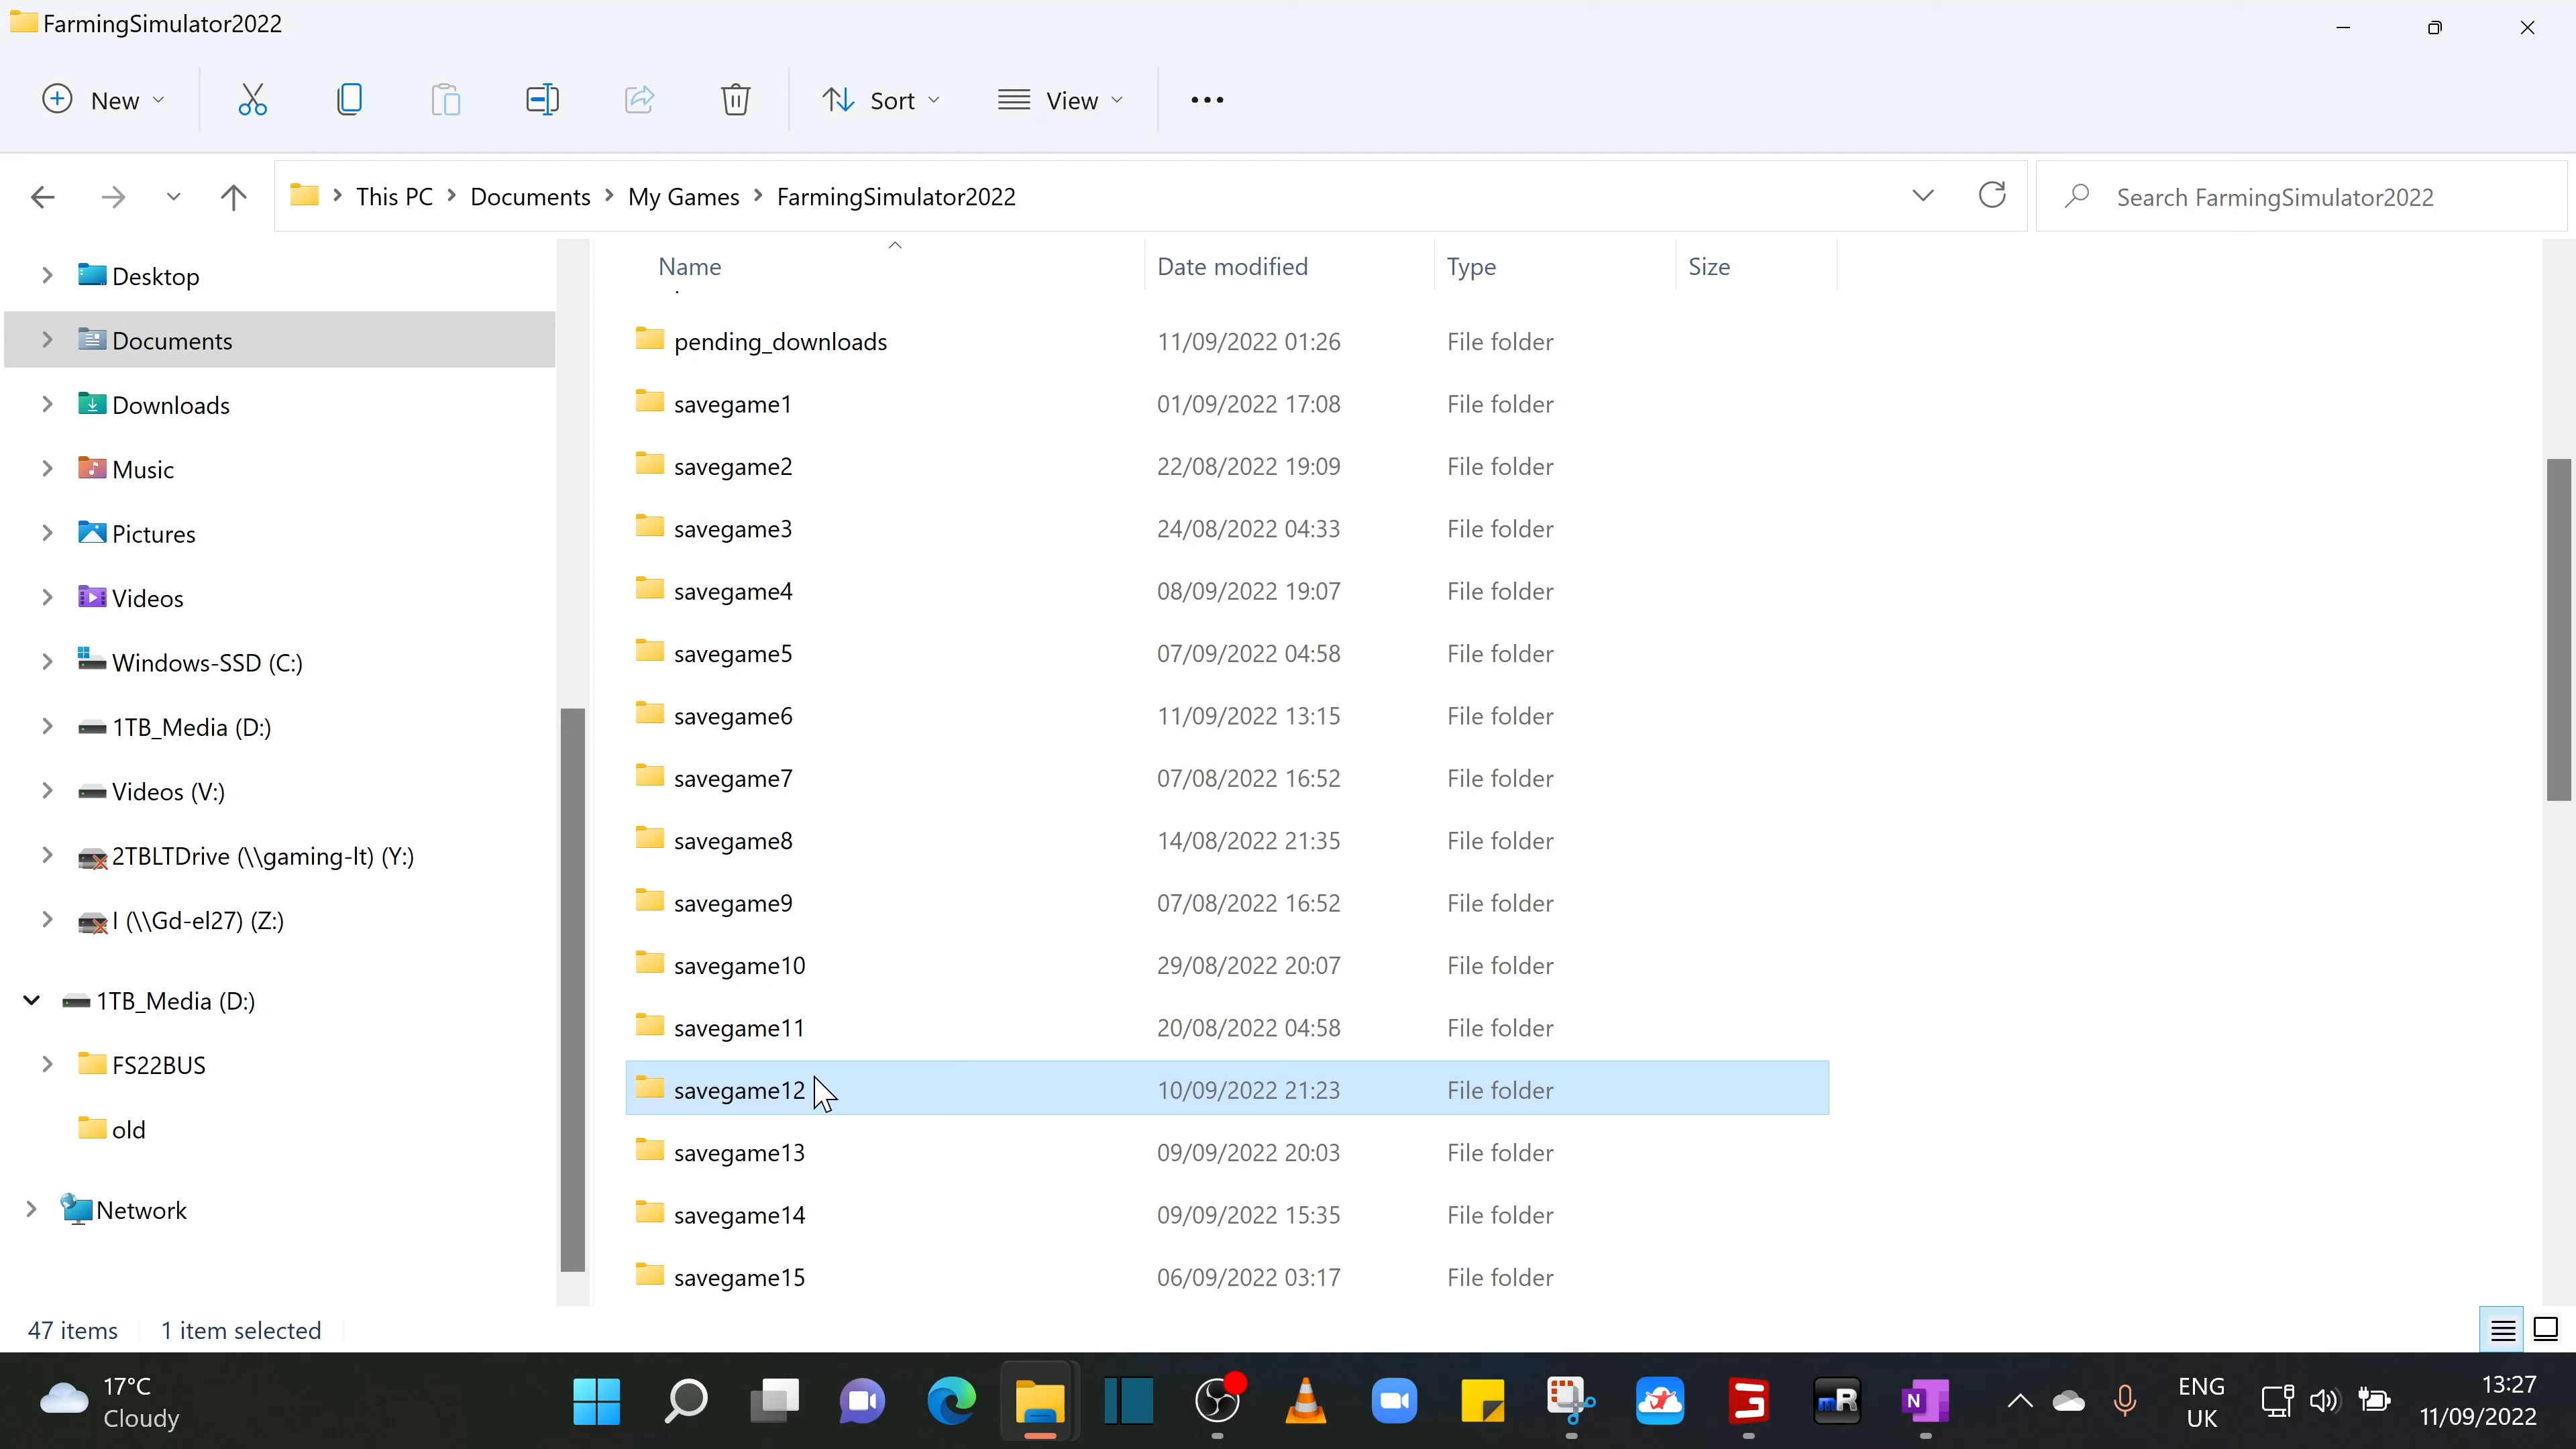 FarmingSimulator2022
New
Sort
View
This PC > Documents > My Games > FarmingSimulator2022
Search FarmingSimulator2022
Desktop
Documents
Downloads
Music
Pictures
Videos
Windows-SSD (C:)
1TB_Media (D:)
Videos (V:)
2TBLTDrive (\\gaming-lt) (Y:)
I (\\Gd-el27) (Z:)
1TB_Media (D:)
FS22BUS
old
Network
Name Date modified Type Size
pending_downloads 11/09/2022 01:26 File folder
savegame1 01/09/2022 17:08 File folder
savegame2 22/08/2022 19:09 File folder
savegame3 24/08/2022 04:33 File folder
savegame4 08/09/2022 19:07 File folder
savegame5 07/09/2022 04:58 File folder
savegame6 11/09/2022 13:15 File folder
savegame7 07/08/2022 16:52 File folder
savegame8 14/08/2022 21:35 File folder
savegame9 07/08/2022 16:52 File folder
savegame10 29/08/2022 20:07 File folder
savegame11 20/08/2022 04:58 File folder
savegame12 10/09/2022 21:23 File folder
savegame13 09/09/2022 20:03 File folder
savegame14 09/09/2022 15:35 File folder
savegame15 06/09/2022 03:17 File folder
47 items 1 item selected
17°C
Cloudy
mR
N
ENG
UK
13:27
11/09/2022